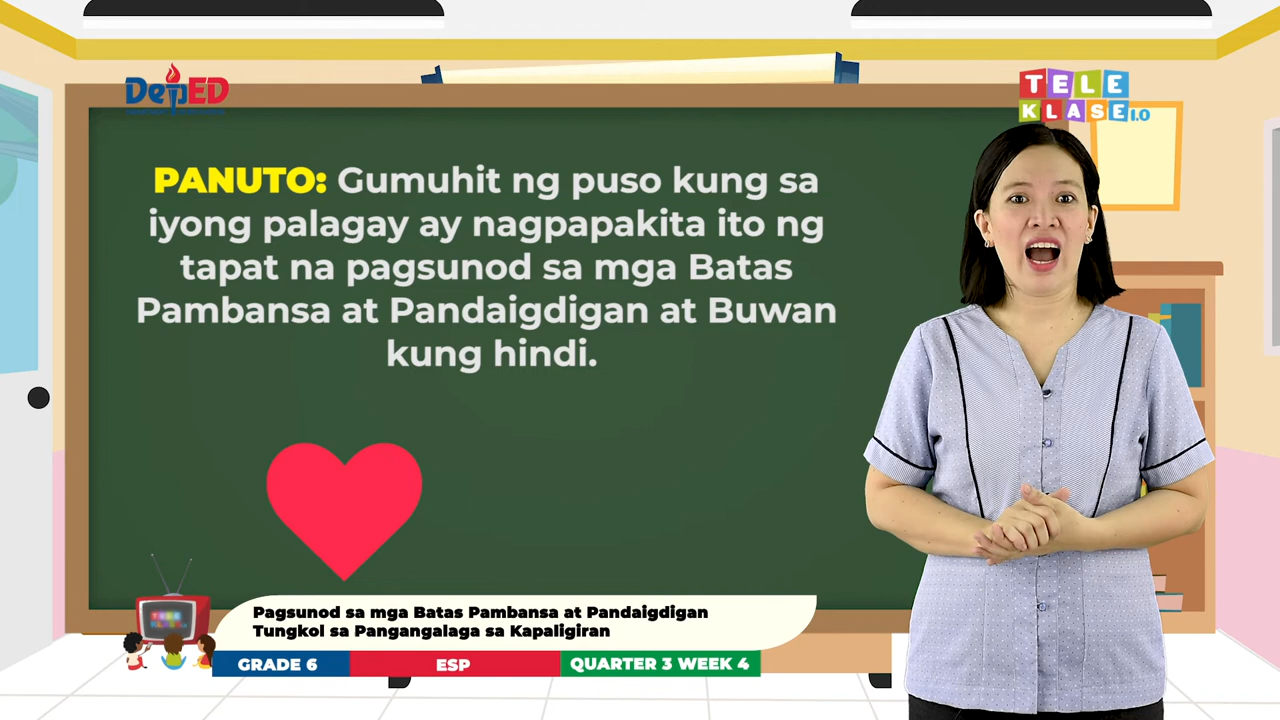 DepED
TELE
KLASE 1.0
PANUTO: Gumuhit ng puso kung sa
iyong palagay ay nagpapakita ito ng
tapat na pagsunod sa mga Batas
Pambansa at Pandaigdigan at Buwan
kung hindi.
Pagsunod sa mga Batas Pambansa at Pandaigdigan
Tungkol sa Pangangalaga sa Kapaligiran
GRADE 6
ESP
QUARTER 3 WEEK 4